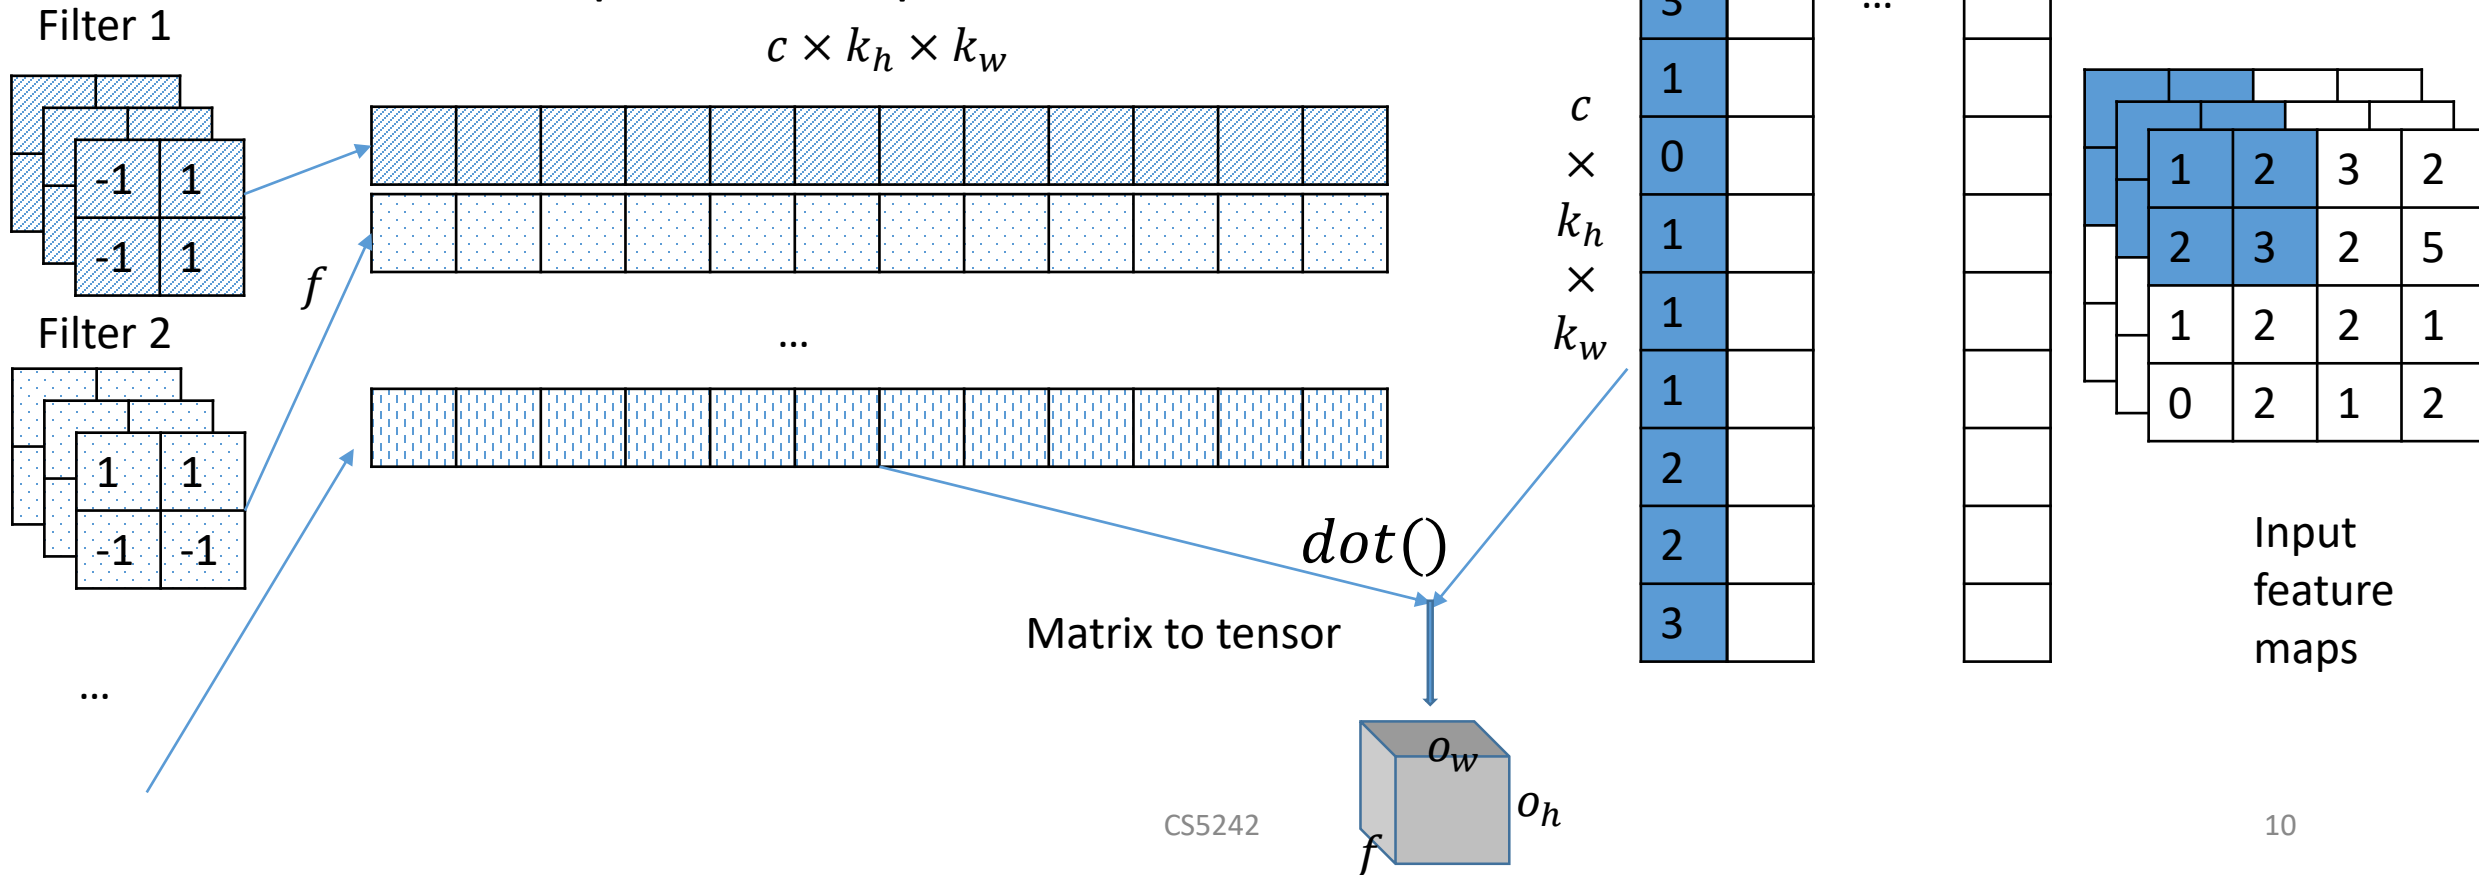 Filter 1
c × k_h × k_w
-1 1
-1 1
f
Filter 2
1 1
-1 -1
...
...
dot()
Matrix to tensor
o_w
o_h
f
c
×
k_h
×
k_w
3
1
0
1
1
1
2
2
3
...
1 2 3 2
2 3 2 5
1 2 2 1
0 2 1 2
Input
feature
maps
CS5242
10